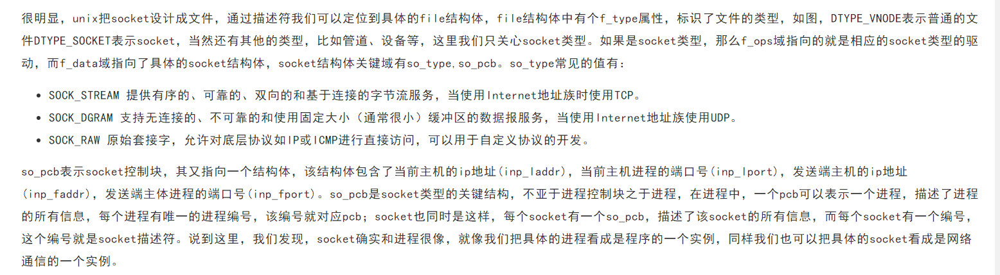 很明显，unix把socket设计成文件，通过描述符我们可以定位到具体的file结构体，file结构体中有个f_type属性，标识了文件的类型，如图，DTYPE_VNODE表示普通的文
件DTYPE_SOCKET表示socket，当然还有其他的类型，比如管道、设备等，这里我们只关心socket类型。如果是socket类型，那么f_ops域指向的就是相应的socket类型的驱
动，而f_data域指向了具体的socket结构体，socket结构体关键域有so_type,so_pcb。so_type常见的值有：
• SOCK_STREAM 提供有序的、可靠的、双向的和基于连接的字节流服务，当使用Internet地址族时使用TCP。
• SOCK_DGRAM 支持无连接的、不可靠的和使用固定大小（通常很小）缓冲区的数据报服务，当使用Internet地址族使用UDP。
• SOCK_RAW 原始套接字，允许对底层协议如IP或ICMP进行直接访问，可以用于自定义协议的开发。
so_pcb表示socket控制块，其又指向一个结构体，该结构体包含了当前主机的ip地址(inp_laddr)，当前主机进程的端口号(inp_lport)，发送端主机的ip地址
(inp_faddr)，发送端主体进程的端口号(inp_fport)。so_pcb是socket类型的关键结构，不亚于进程控制块之于进程，在进程中，一个pcb可以表示一个进程，描述了进程
的所有信息，每个进程有唯一的进程编号，该编号就对应pcb；socket也同时是这样，每个socket有一个so_pcb，描述了该socket的所有信息，而每个socket有一个编号，
这个编号就是socket描述符。说到这里，我们发现，socket确实和进程很像，就像我们把具体的进程看成是程序的一个实例，同样我们也可以把具体的socket看成是网络
通信的一个实例。